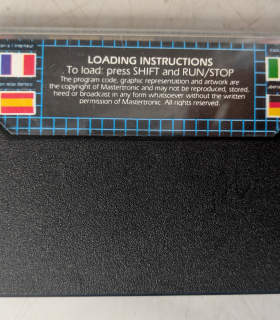 LOADING INSTRUCTIONS
To load: press SHIFT and RUN/STOP
The program code, graphic representation and artwork are
the copyright of Mastertronic and may not be reproduced, stored,
hired or broadcast in any form whatsoever without the written
permission of Mastertronic. All rights reserved.